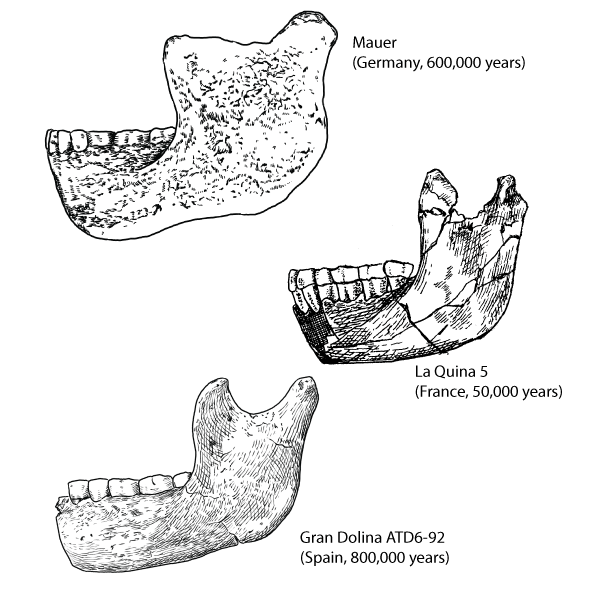 Mauer
(Germany, 600,000 years)
La Quina 5
(France, 50,000 years)
Gran Dolina ATD6-92
(Spain, 800,000 years)